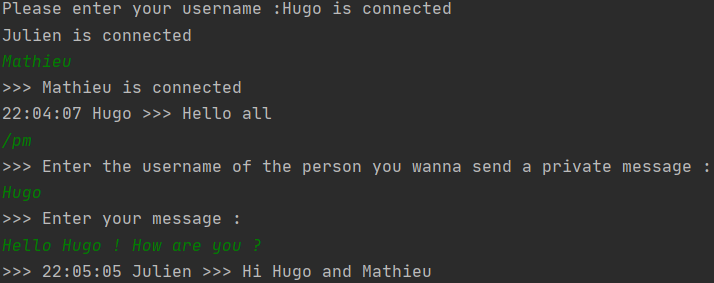 Please enter your username :Hugo is connected
Julien is connected
Mathieu
>>> Mathieu is connected
22:04:07 Hugo >>> Hello all
/pm
>>> Enter the username of the person you wanna send a private message :
Hugo
>>> Enter your message :
Hello Hugo ! How are you ?
>>> 22:05:05 Julien >>> Hi Hugo and Mathieu